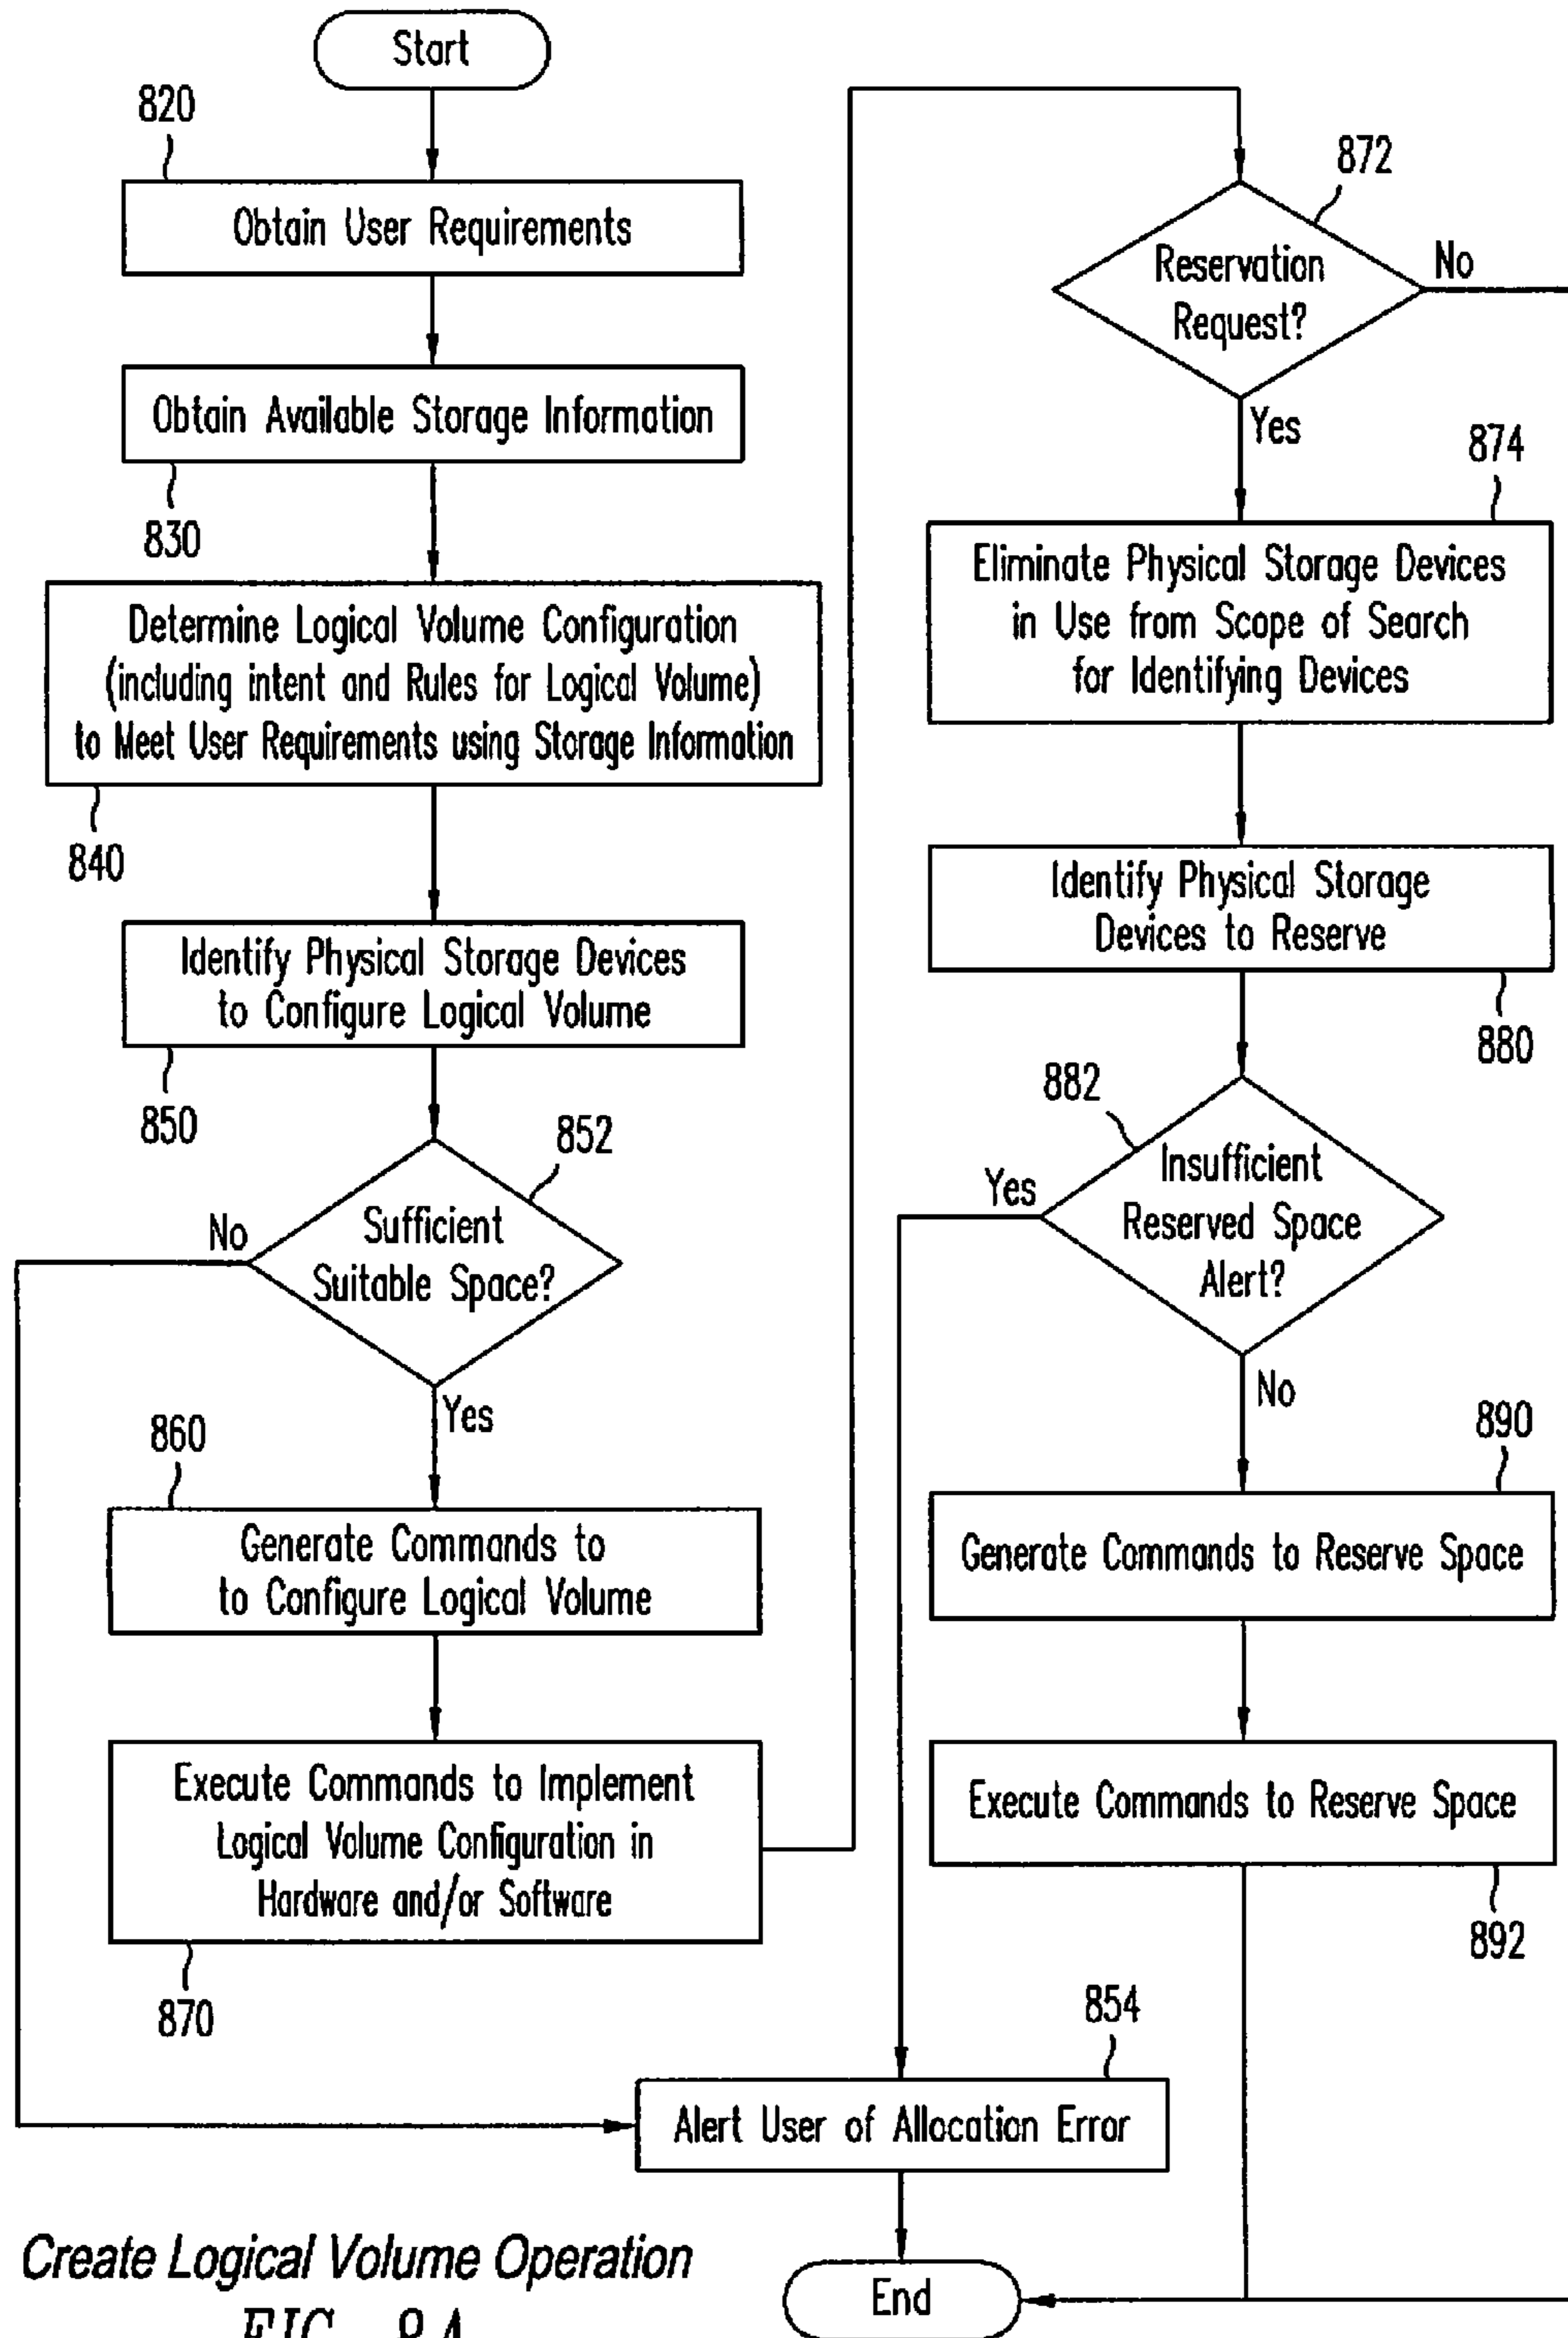 Start
820
Obtain User Requirements
Obtain Available Storage Information
830
Determine Logical Volume Configuration
(including intent and Rules for Logical Volume)
to Meet User Requirements using Storage Information
840
Identify Physical Storage Devices
to Configure Logical Volume
850
852
Sufficient
Suitable Space?
No
Yes
860
Generate Commands to
to Configure Logical Volume
Execute Commands to Implement
Logical Volume Configuration in
Hardware and/or Software
870
872
Reservation
Request?
No
Yes
874
Eliminate Physical Storage Devices
in Use from Scope of Search
for Identifying Devices
Identify Physical Storage
Devices to Reserve
880
882
Insufficient
Reserved Space
Alert?
Yes
No
890
Generate Commands to Reserve Space
Execute Commands to Reserve Space
892
854
Alert User of Allocation Error
End
Create Logical Volume Operation
FIG. 8A